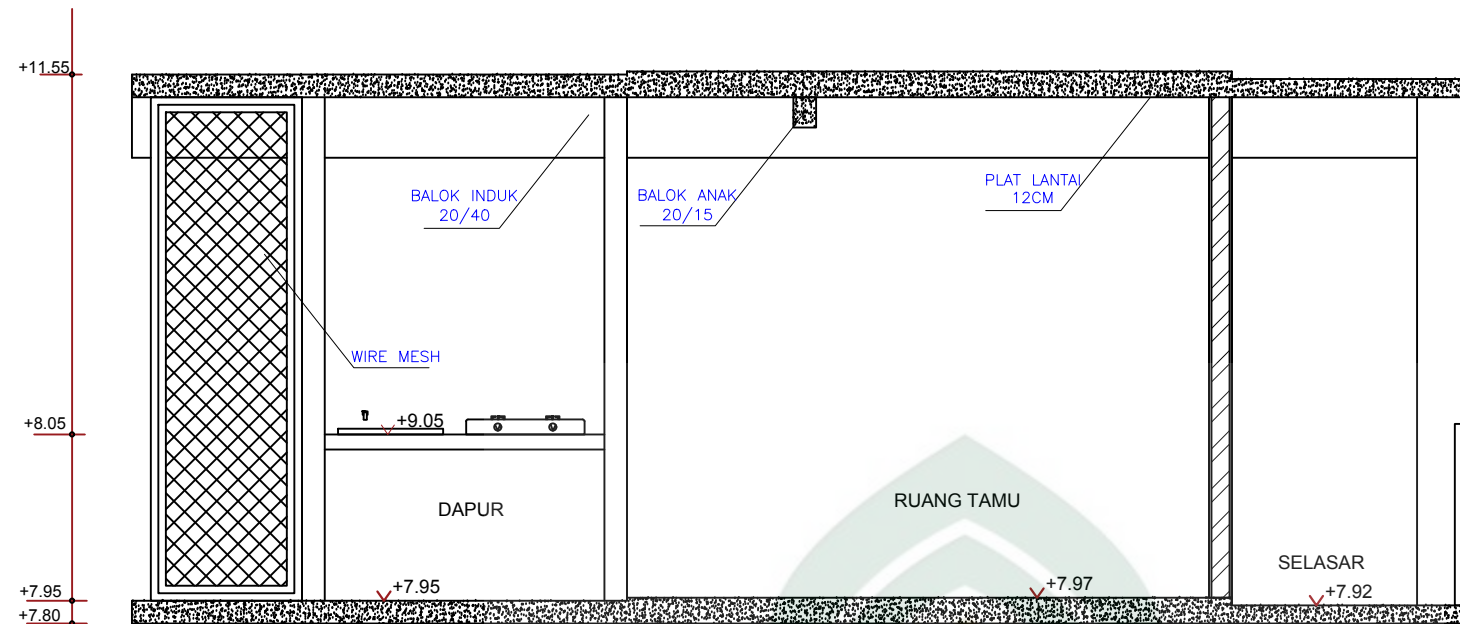 +11.55
BALOK INDUK
20/40
BALOK ANAK
20/15
PLAT LANTAI
12CM
WIRE MESH
+8.05
+9.05
DAPUR
RUANG TAMU
SELASAR
+7.95
+7.95
+7.97
+7.92
+7.80